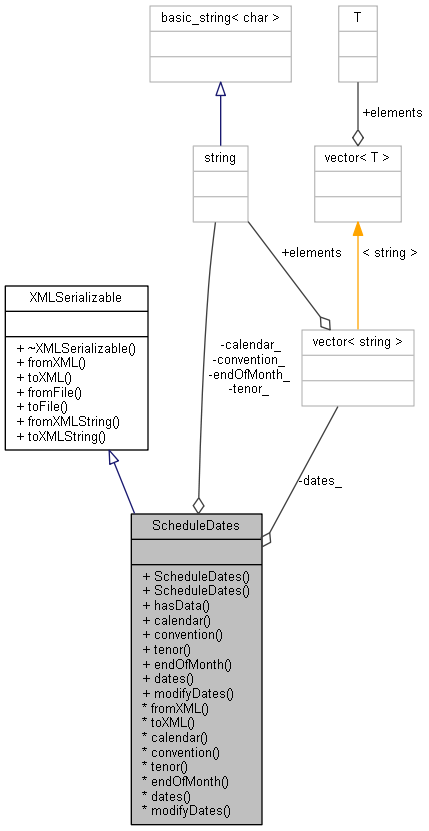 basic_string< char >
T
+elements
string
vector< T >
+elements
< string >
XMLSerializable
+ ~XMLSerializable()
+ fromXML()
+ toXML()
+ fromFile()
+ toFile()
+ fromXMLString()
+ toXMLString()
-calendar_
-convention_
-endOfMonth_
-tenor_
vector< string >
-dates_
ScheduleDates
+ ScheduleDates()
+ ScheduleDates()
+ hasData()
+ calendar()
+ convention()
+ tenor()
+ endOfMonth()
+ dates()
+ modifyDates()
* fromXML()
* toXML()
* calendar()
* convention()
* tenor()
* endOfMonth()
* dates()
* modifyDates()